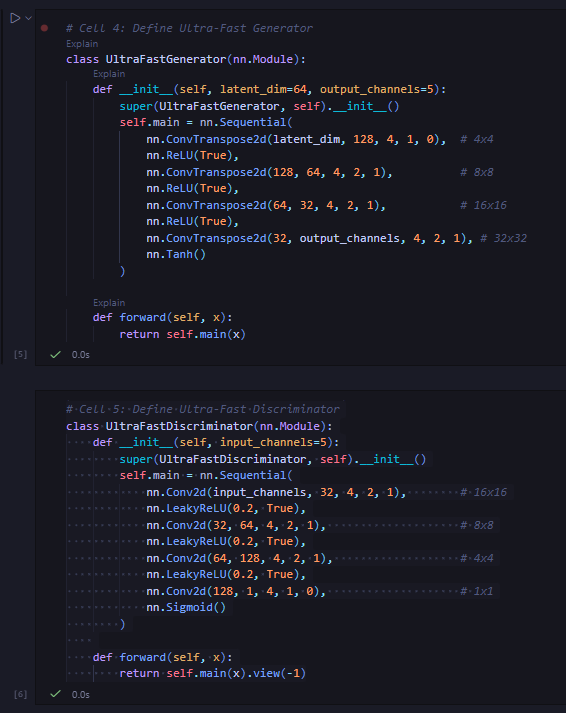 # Cell 4: Define Ultra-Fast Generator
Explain
class UltraFastGenerator(nn.Module):
Explain
def __init__(self, latent_dim=64, output_channels=5):
super(UltraFastGenerator, self).__init__()
self.main = nn.Sequential(
nn.ConvTranspose2d(latent_dim, 128, 4, 1, 0), # 4x4
nn.ReLU(True),
nn.ConvTranspose2d(128, 64, 4, 2, 1), # 8x8
nn.ReLU(True),
nn.ConvTranspose2d(64, 32, 4, 2, 1), # 16x16
nn.ReLU(True),
nn.ConvTranspose2d(32, output_channels, 4, 2, 1), # 32x32
nn.Tanh()
)
Explain
def forward(self, x):
return self.main(x)
[5] 0.0s
# Cell 5: Define Ultra-Fast Discriminator
class UltraFastDiscriminator(nn.Module):
def __init__(self, input_channels=5):
super(UltraFastDiscriminator, self).__init__()
self.main = nn.Sequential(
nn.Conv2d(input_channels, 32, 4, 2, 1), # 16x16
nn.LeakyReLU(0.2, True),
nn.Conv2d(32, 64, 4, 2, 1), # 8x8
nn.LeakyReLU(0.2, True),
nn.Conv2d(64, 128, 4, 2, 1), # 4x4
nn.LeakyReLU(0.2, True),
nn.Conv2d(128, 1, 4, 1, 0), # 1x1
nn.Sigmoid()
)
def forward(self, x):
return self.main(x).view(-1)
[6] 0.0s